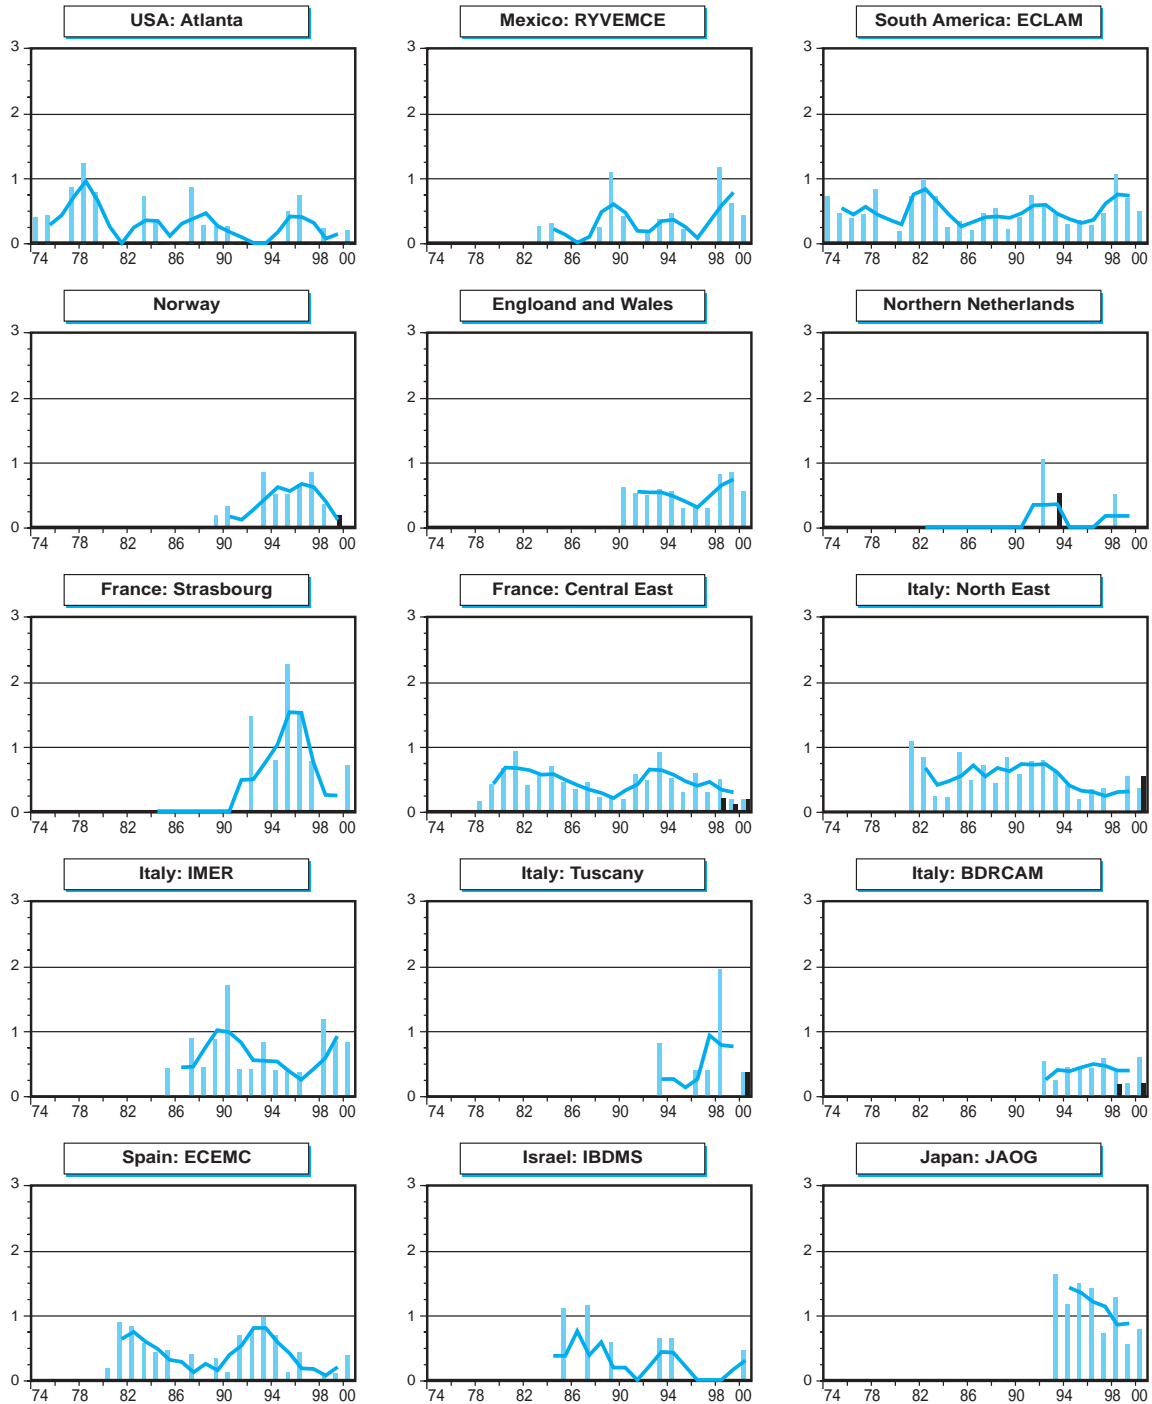 USA: Atlanta
Mexico: RYVEMCE
South America: ECLAM
3
2
1
0
74 78 82 86 90 94 98 00
3
2
1
0
74 78 82 86 90 94 98 00
3
2
1
0
74 78 82 86 90 94 98 00
Norway
Engloand and Wales
Northern Netherlands
3
2
1
0
74 78 82 86 90 94 98 00
3
2
1
0
74 78 82 86 90 94 98 00
3
2
1
0
74 78 82 86 90 94 98 00
France: Strasbourg
France: Central East
Italy: North East
3
2
1
0
74 78 82 86 90 94 98 00
3
2
1
0
74 78 82 86 90 94 98 00
3
2
1
0
74 78 82 86 90 94 98 00
Italy: IMER
Italy: Tuscany
Italy: BDRCAM
3
2
1
0
74 78 82 86 90 94 98 00
3
2
1
0
74 78 82 86 90 94 98 00
3
2
1
0
74 78 82 86 90 94 98 00
Spain: ECEMC
Israel: IBDMS
Japan: JAOG
3
2
1
0
74 78 82 86 90 94 98 00
3
2
1
0
74 78 82 86 90 94 98 00
3
2
1
0
74 78 82 86 90 94 98 00